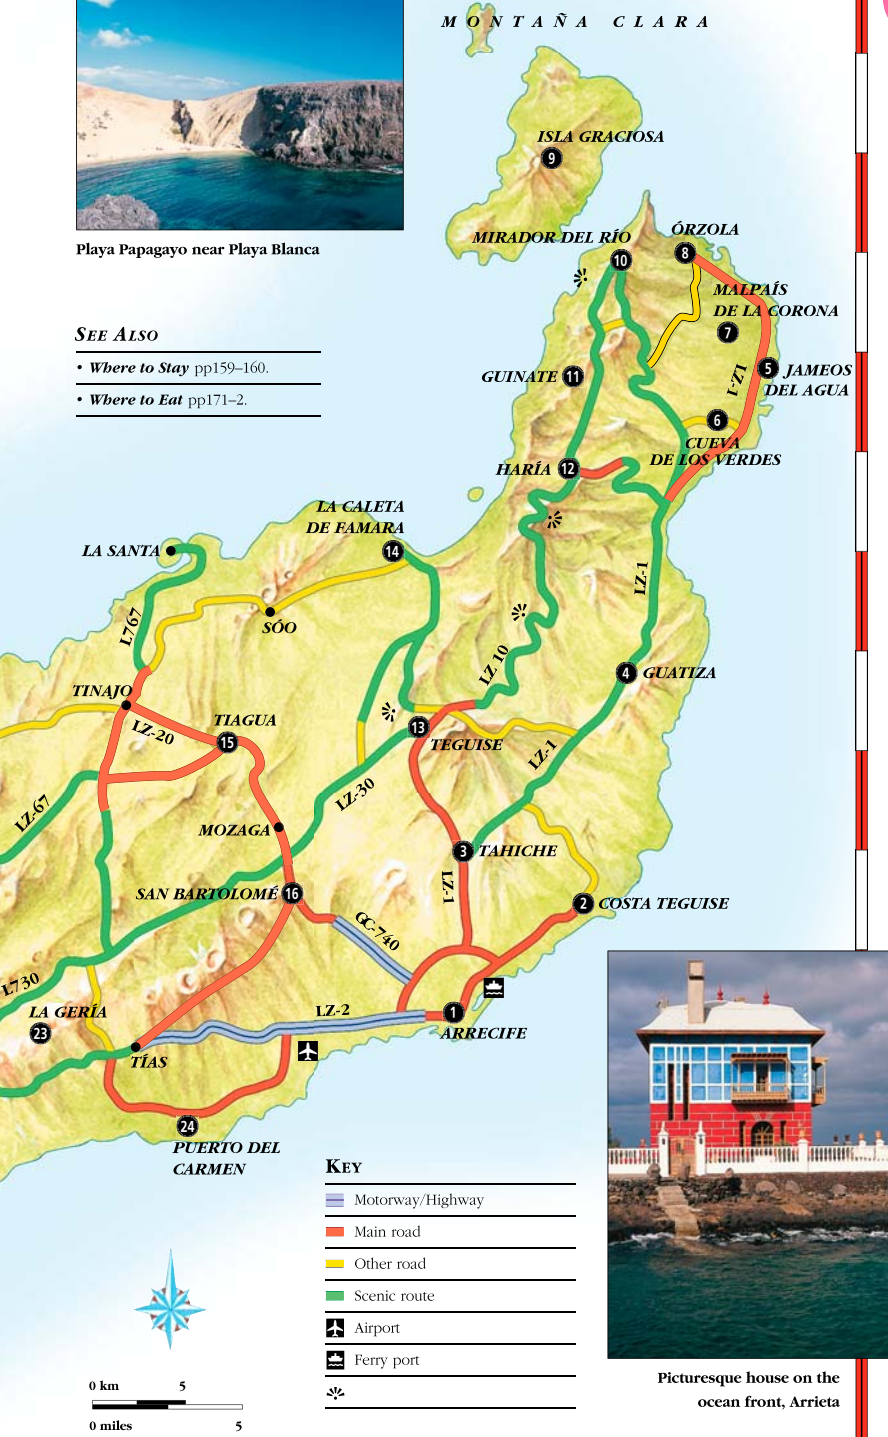 MONTAÑA CLARA
ISLA GRACIOSA
9
MIRADOR DEL RÍO
10
ÓRZOLA
8
MALPAÍS
DE LA CORONA
7
Playa Papagayo near Playa Blanca
SEE ALSO
• Where to Stay pp159–160.
• Where to Eat pp171–2.
GUINATE
11
LZ-1
5
JAMEOS
DEL AGUA
6
CUEVA
DE LOS VERDES
HARÍA
12
LA CALETA
DE FAMARA
14
LA SANTA
LZ-1
L767
SÓO
LZ 10
4
GUATIZA
TINAJO
LZ-20
TIAGUA
15
13
TEGUISE
LZ-1
LZ-67
LZ-30
MOZAGA
3
TAHICHE
LZ-1
SAN BARTOLOMÉ
16
2
COSTA TEGUISE
GC-740
L730
LA GERÍA
23
LZ-2
1
ARRECIFE
TÍAS
24
PUERTO DEL
CARMEN
KEY
Motorway/Highway
Main road
Other road
Scenic route
Airport
Ferry port
0 km 5
0 miles 5
Picturesque house on the
ocean front, Arrieta